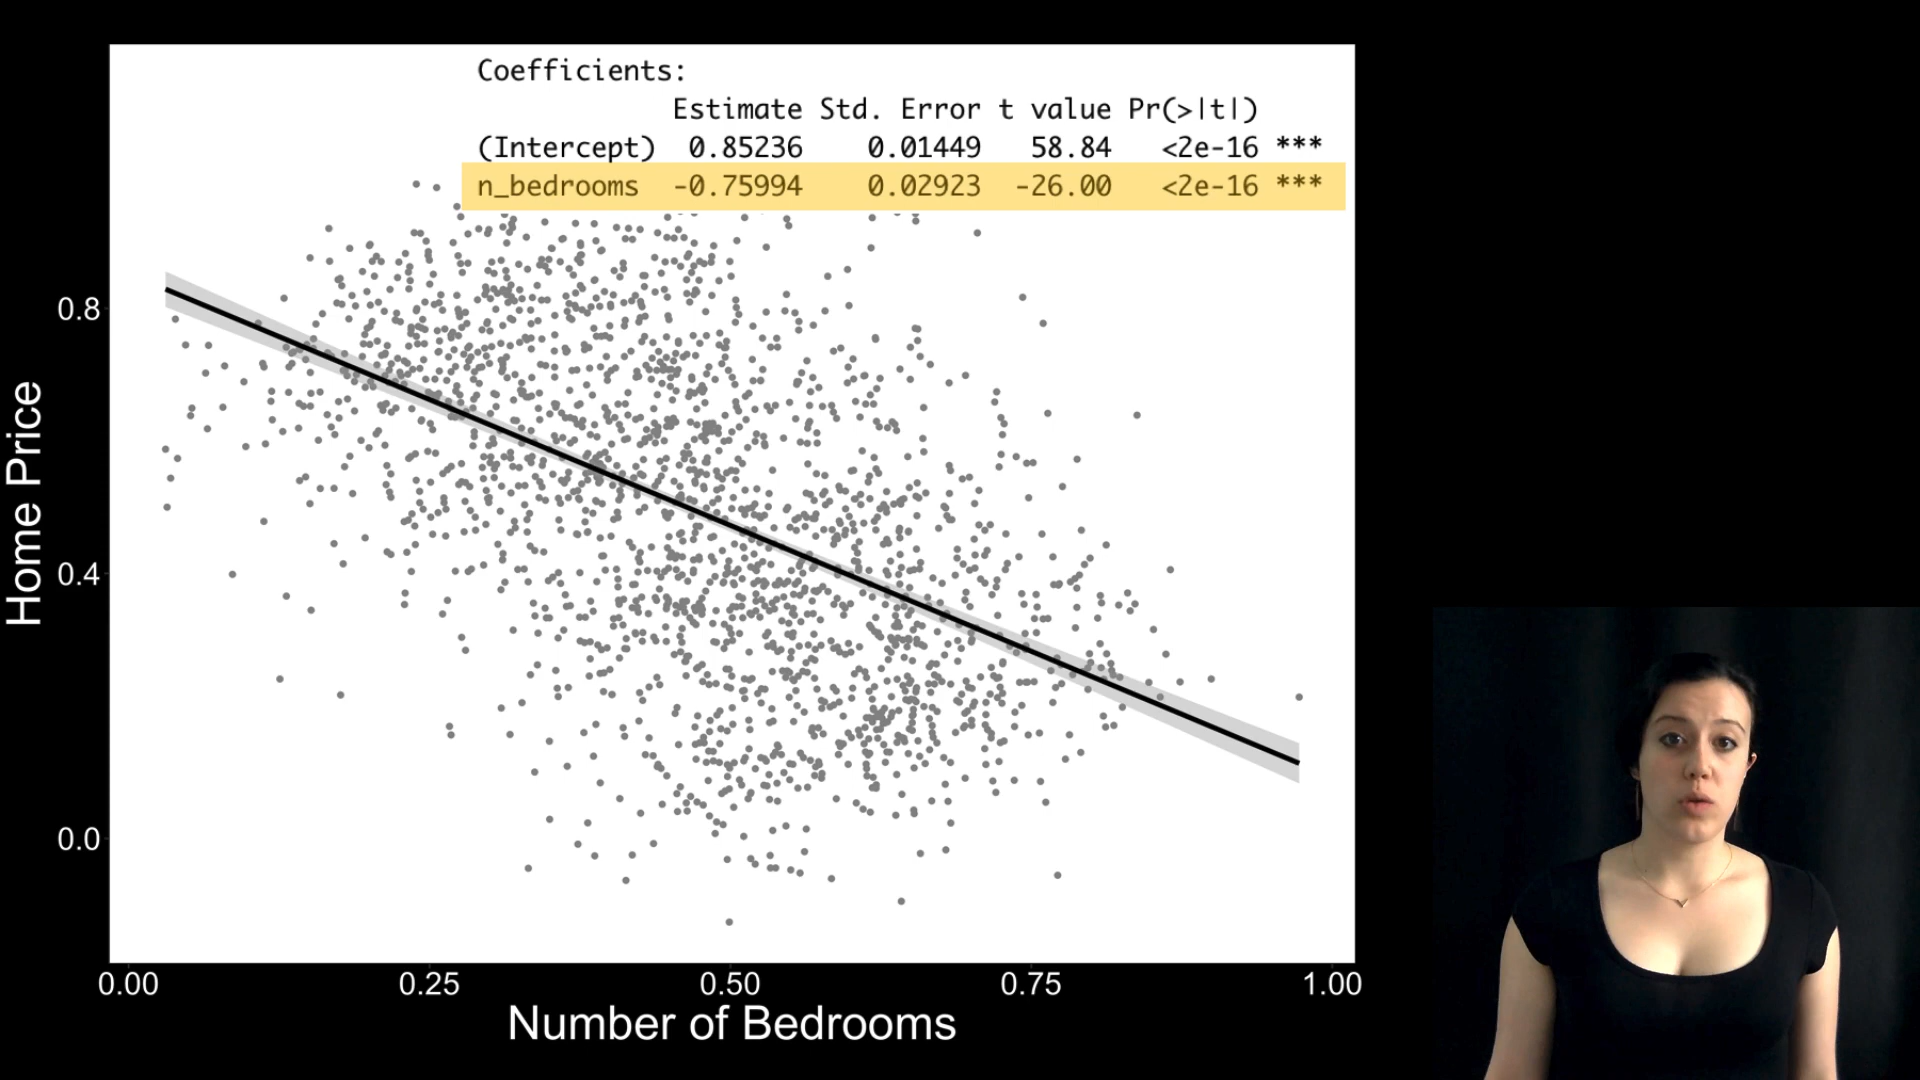 Coefficients:
Estimate Std. Error t value Pr(>|t|)
(Intercept) 0.85236 0.01449 58.84 <2e-16 ***
n_bedrooms -0.75994 0.02923 -26.00 <2e-16 ***
0.8
0.4
0.0
Home Price
0.00 0.25 0.50 0.75 1.00
Number of Bedrooms